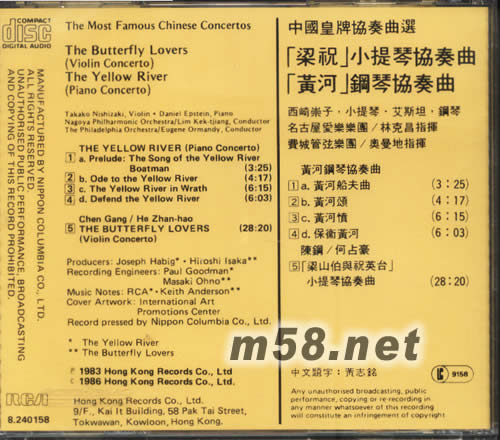 COMPACT
disc
DIGITAL AUDIO
MANUFACTURED BY NIPPON COLUMBIA CO., LTD.
ALL RIGHTS RESERVED.
UNAUTHORISED PUBLIC PERFORMANCE, BROADCASTING
AND COPYING OF THIS RECORD PROHIBITED.
RCA
8.240158
The Most Famous Chinese Concertos
The Butterfly Lovers
(Violin Concerto)
The Yellow River
(Piano Concerto)
Takako Nishizaki, Violin · Daniel Epstein, Piano
Nagoya Philharmonic Orchestra/Lim Kek-tjiang, Conductor
The Philadelphia Orchestra/Eugene Ormandy, Conductor
THE YELLOW RIVER (Piano Concerto)
1 a. Prelude: The Song of the Yellow River
Boatman (3:25)
2 b. Ode to the Yellow River (4:17)
3 c. The Yellow River in Wrath (6:15)
4 d. Defend the Yellow River (6:03)
Chen Gang / He Zhan-hao
5 THE BUTTERFLY LOVERS (28:20)
(Violin Concerto)
Producers: Joseph Habig* · Hiroshi Isaka**
Recording Engineers: Paul Goodman*
Masaki Ohno**
Music Notes: RCA* · Keith Anderson**
Cover Artwork: International Art
Promotions Center
Record pressed by Nippon Columbia Co., Ltd.
* The Yellow River
** The Butterfly Lovers
℗ 1983 Hong Kong Records Co., Ltd
© 1986 Hong Kong Records Co., Ltd
Hong Kong Records Co., Ltd.
9/F., Kai It Building, 58 Pak Tai Street,
Tokwawan, Kowloon, Hong Kong.
中國皇牌協奏曲選
「梁祝」小提琴協奏曲
「黃河」鋼琴協奏曲
西崎崇子，小提琴·艾斯坦，鋼琴
名古屋愛樂樂團/林克昌指揮
費城管弦樂團/奧曼地指揮
黃河鋼琴協奏曲
1 a. 黃河船夫曲 (3:25)
2 b. 黃河頌 (4:17)
3 c. 黃河憤 (6:15)
4 d. 保衛黃河 (6:03)
陳鋼/何占豪
5 「梁山伯與祝英台」
小提琴協奏曲 (28:20)
m58.net
中文題字：黃志銘
9158
Any unauthorised broadcasting, public
performance, copying or re-recording in
any manner whatsoever of this recording
will constitute an infringement of copyright